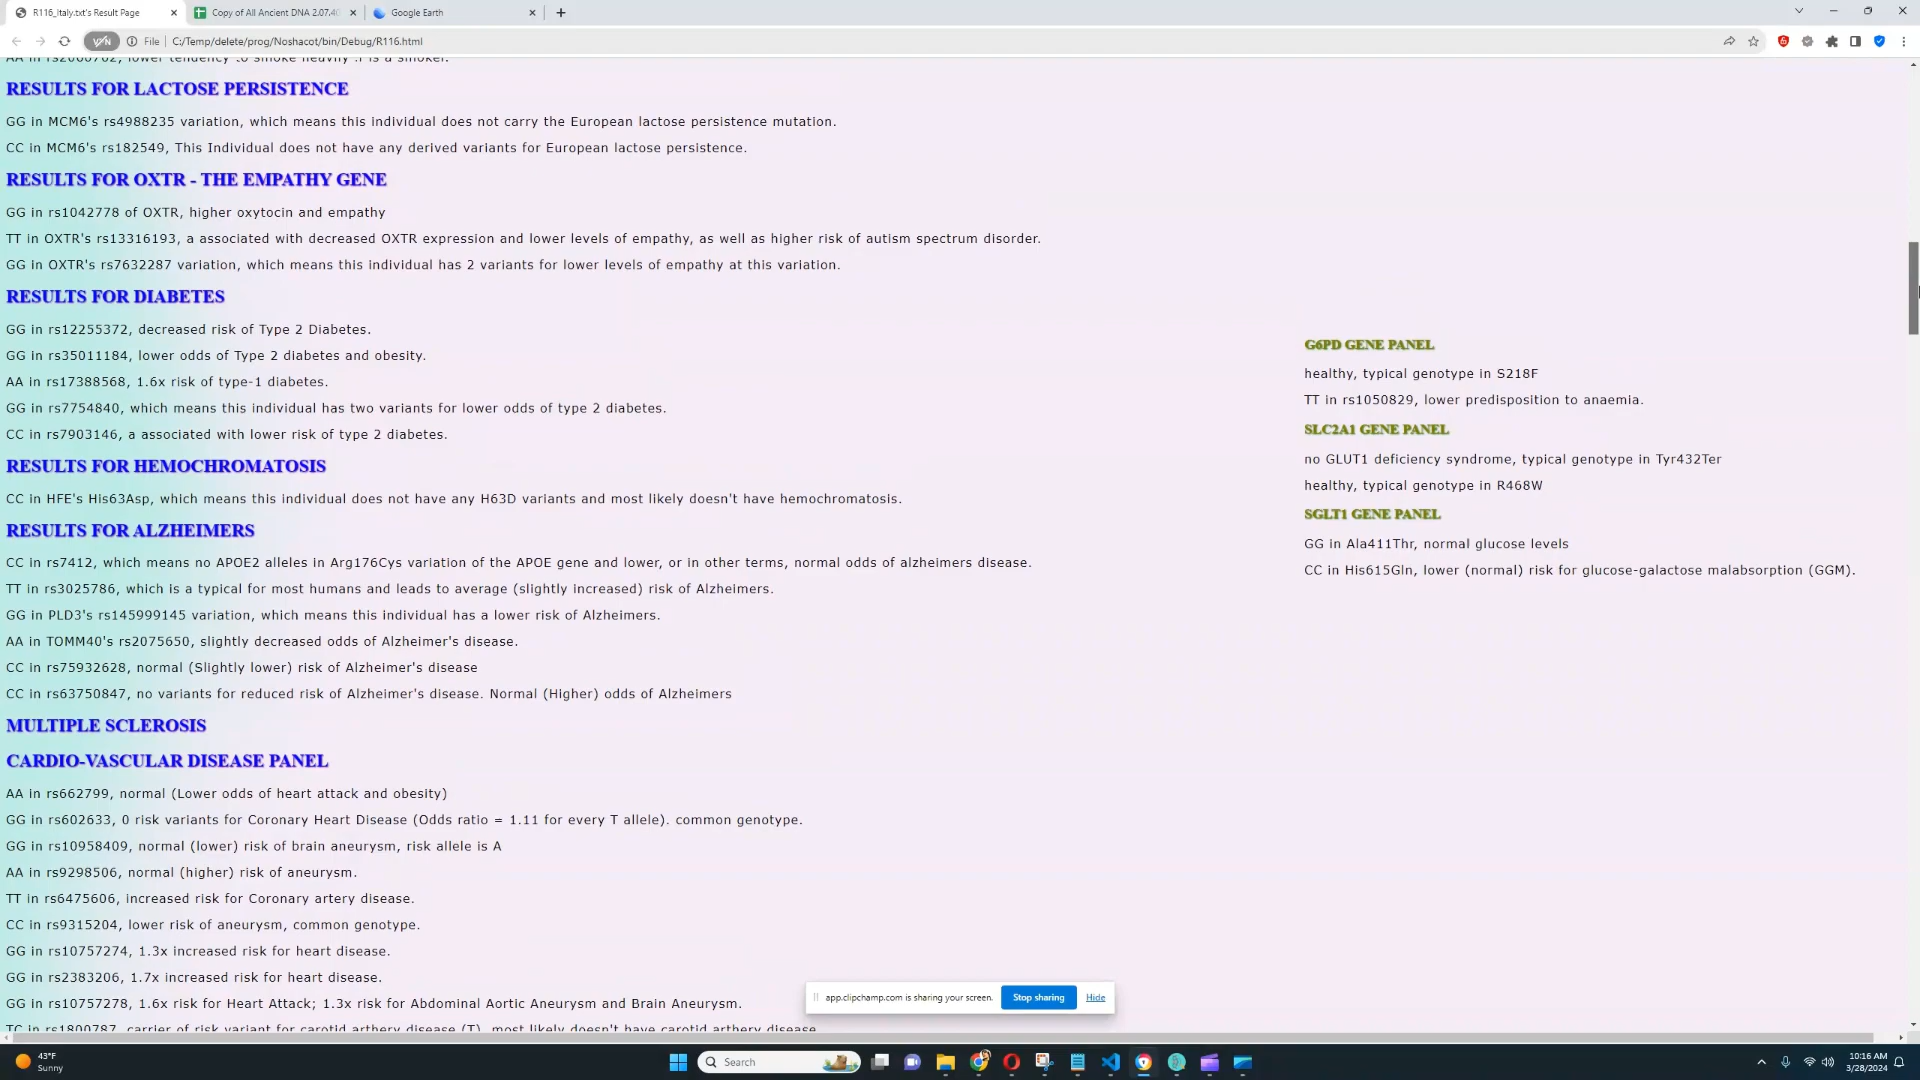 R116_Italy.txt's Result Page
Copy of All Ancient DNA 2.07.46
Google Earth
VPN
File
C:/Temp/delete/prog/Noshacot/bin/Debug/R116.html
RESULTS FOR LACTOSE PERSISTENCE
GG in MCM6's rs4988235 variation, which means this individual does not carry the European lactose persistence mutation.
CC in MCM6's rs182549, This Individual does not have any derived variants for European lactose persistence.
RESULTS FOR OXTR - THE EMPATHY GENE
GG in rs1042778 of OXTR, higher oxytocin and empathy
TT in OXTR's rs13316193, a associated with decreased OXTR expression and lower levels of empathy, as well as higher risk of autism spectrum disorder.
GG in OXTR's rs7632287 variation, which means this individual has 2 variants for lower levels of empathy at this variation.
RESULTS FOR DIABETES
GG in rs12255372, decreased risk of Type 2 Diabetes.
GG in rs35011184, lower odds of Type 2 diabetes and obesity.
AA in rs17388568, 1.6x risk of type-1 diabetes.
GG in rs7754840, which means this individual has two variants for lower odds of type 2 diabetes.
CC in rs7903146, a associated with lower risk of type 2 diabetes.
RESULTS FOR HEMOCHROMATOSIS
CC in HFE's His63Asp, which means this individual does not have any H63D variants and most likely doesn't have hemochromatosis.
RESULTS FOR ALZHEIMERS
CC in rs7412, which means no APOE2 alleles in Arg176Cys variation of the APOE gene and lower, or in other terms, normal odds of alzheimers disease.
TT in rs3025786, which is a typical for most humans and leads to average (slightly increased) risk of Alzheimers.
GG in PLD3's rs145999145 variation, which means this individual has a lower risk of Alzheimers.
AA in TOMM40's rs2075650, slightly decreased odds of Alzheimer's disease.
CC in rs75932628, normal (Slightly lower) risk of Alzheimer's disease
CC in rs63750847, no variants for reduced risk of Alzheimer's disease. Normal (Higher) odds of Alzheimers
MULTIPLE SCLEROSIS
CARDIO-VASCULAR DISEASE PANEL
AA in rs662799, normal (Lower odds of heart attack and obesity)
GG in rs602633, 0 risk variants for Coronary Heart Disease (Odds ratio = 1.11 for every T allele). common genotype.
GG in rs10958409, normal (lower) risk of brain aneurysm, risk allele is A
AA in rs9298506, normal (higher) risk of aneurysm.
TT in rs6475606, increased risk for Coronary artery disease.
CC in rs9315204, lower risk of aneurysm, common genotype.
GG in rs10757274, 1.3x increased risk for heart disease.
GG in rs2383206, 1.7x increased risk for heart disease.
GG in rs10757278, 1.6x risk for Heart Attack; 1.3x risk for Abdominal Aortic Aneurysm and Brain Aneurysm.
TC in rs1800787, carrier of risk variant for carotid arthery disease (T), most likely doesn't have carotid arthery disease
G6PD GENE PANEL
healthy, typical genotype in S218F
TT in rs1050829, lower predisposition to anaemia.
SLC2A1 GENE PANEL
no GLUT1 deficiency syndrome, typical genotype in Tyr432Ter
healthy, typical genotype in R468W
SGLT1 GENE PANEL
GG in Ala411Thr, normal glucose levels
CC in His615Gln, lower (normal) risk for glucose-galactose malabsorption (GGM).
app.clipchamp.com is sharing your screen.
Stop sharing
Hide
43°F
Sunny
Search
10:16 AM
3/28/2024